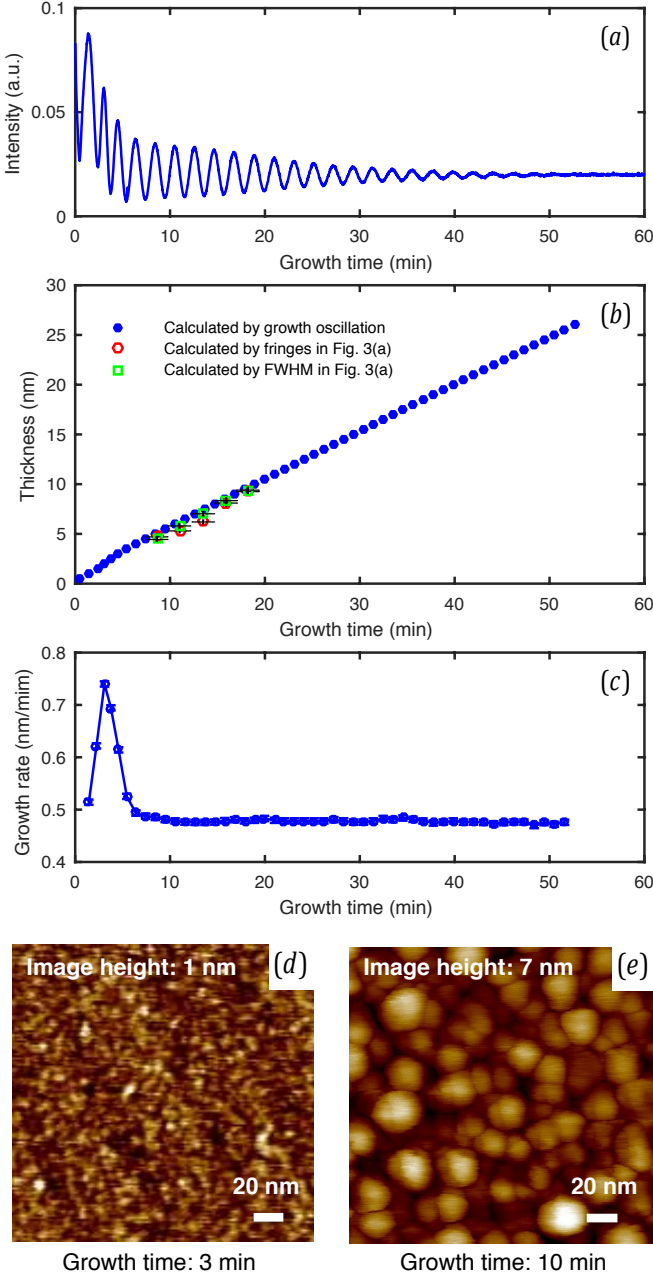 (a)
0.1
0.05
0
Intensity (a.u.)
0 10 20 30 40 50 60
Growth time (min)
(b)
30
25
20
15
10
5
0
Thickness (nm)
Calculated by growth oscillation
Calculated by fringes in Fig. 3(a)
Calculated by FWHM in Fig. 3(a)
0 10 20 30 40 50 60
Growth time (min)
(c)
0.8
0.7
0.6
0.5
0.4
Growth rate (nm/mim)
0 10 20 30 40 50 60
Growth time (min)
Image height: 1 nm (d)
20 nm
Growth time: 3 min
Image height: 7 nm (e)
20 nm
Growth time: 10 min